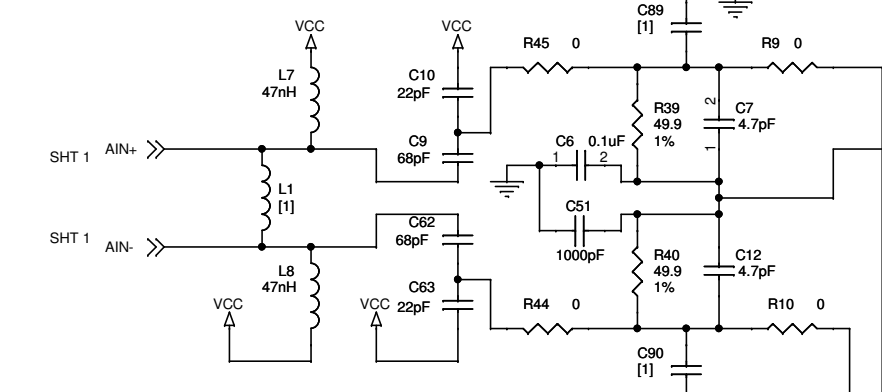 C89
[1]
VCC
VCC
R45 0
R9 0
L7
47nH
C10
22pF
R39
49.9
1%
2
C7
4.7pF
1
C9
68pF
C6 0.1uF
1 2
SHT 1 AIN+
L1
[1]
C51
1000pF
C62
68pF
SHT 1 AIN-
R40
49.9
1%
C12
4.7pF
L8
47nH
C63
22pF
VCC
VCC
R44 0
R10 0
C90
[1]